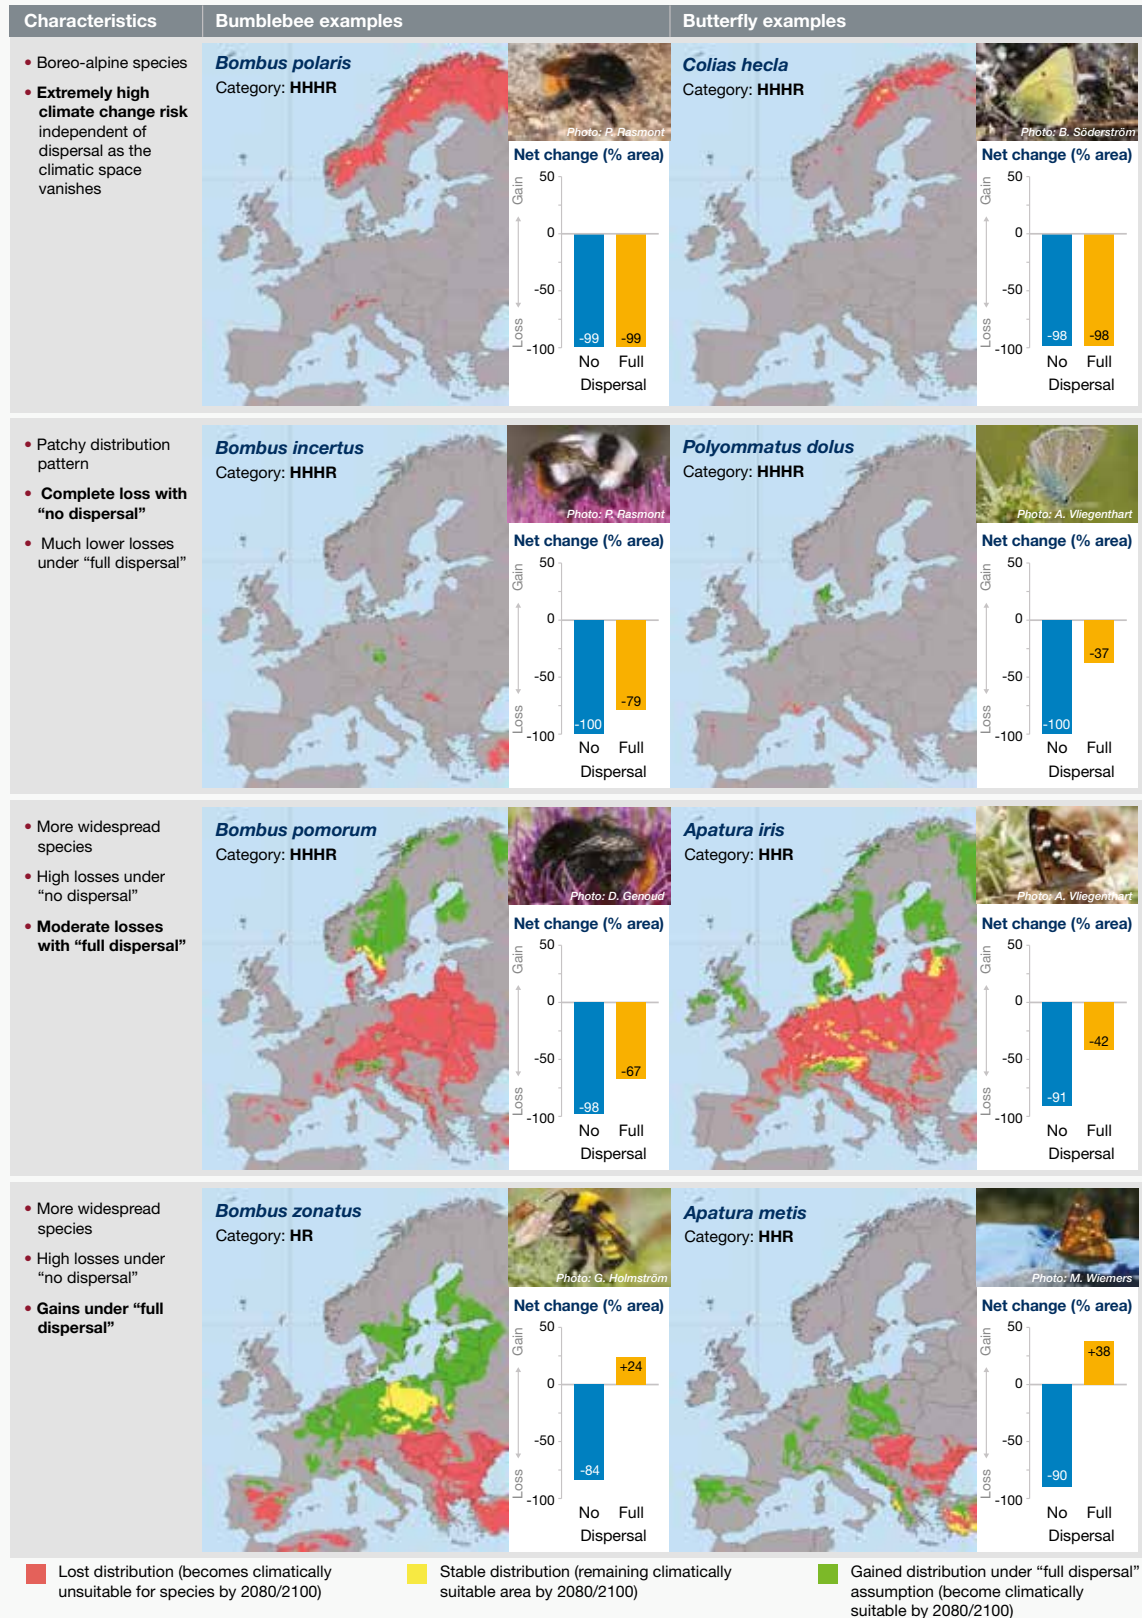 Characteristics
Bumblebee examples
Butterfly examples
• Boreo-alpine species
• Extremely high
climate change risk
independent of
dispersal as the
climatic space
vanishes
Bombus polaris
Category: HHHR
Photo: P. Rasmont
Net change (% area)
Gain
Loss
50
0
-50
-100
-99
-99
No
Full
Dispersal
Colias hecla
Category: HHHR
Photo: B. Söderström
Net change (% area)
Gain
Loss
50
0
-50
-100
-98
-98
No
Full
Dispersal
• Patchy distribution
pattern
• Complete loss with
“no dispersal”
• Much lower losses
under “full dispersal”
Bombus incertus
Category: HHHR
Photo: P. Rasmont
Net change (% area)
Gain
Loss
50
0
-50
-100
-100
-79
No
Full
Dispersal
Polyommatus dolus
Category: HHHR
Photo: A. Vliegenthart
Net change (% area)
Gain
Loss
50
0
-50
-100
-100
-37
No
Full
Dispersal
• More widespread
species
• High losses under
“no dispersal”
• Moderate losses
with “full dispersal”
Bombus pomorum
Category: HHHR
Photo: D. Genoud
Net change (% area)
Gain
Loss
50
0
-50
-100
-98
-67
No
Full
Dispersal
Apatura iris
Category: HHR
Photo: A. Vliegenthart
Net change (% area)
Gain
Loss
50
0
-50
-100
-91
-42
No
Full
Dispersal
• More widespread
species
• High losses under
“no dispersal”
• Gains under “full
dispersal”
Bombus zonatus
Category: HR
Photo: G. Holmström
Net change (% area)
Gain
Loss
50
0
-50
-100
-84
+24
No
Full
Dispersal
Apatura metis
Category: HHR
Photo: M. Wiemers
Net change (% area)
Gain
Loss
50
0
-50
-100
-90
+38
No
Full
Dispersal
Lost distribution (becomes climatically
unsuitable for species by 2080/2100)
Stable distribution (remaining climatically
suitable area by 2080/2100)
Gained distribution under “full dispersal”
assumption (become climatically
suitable by 2080/2100)